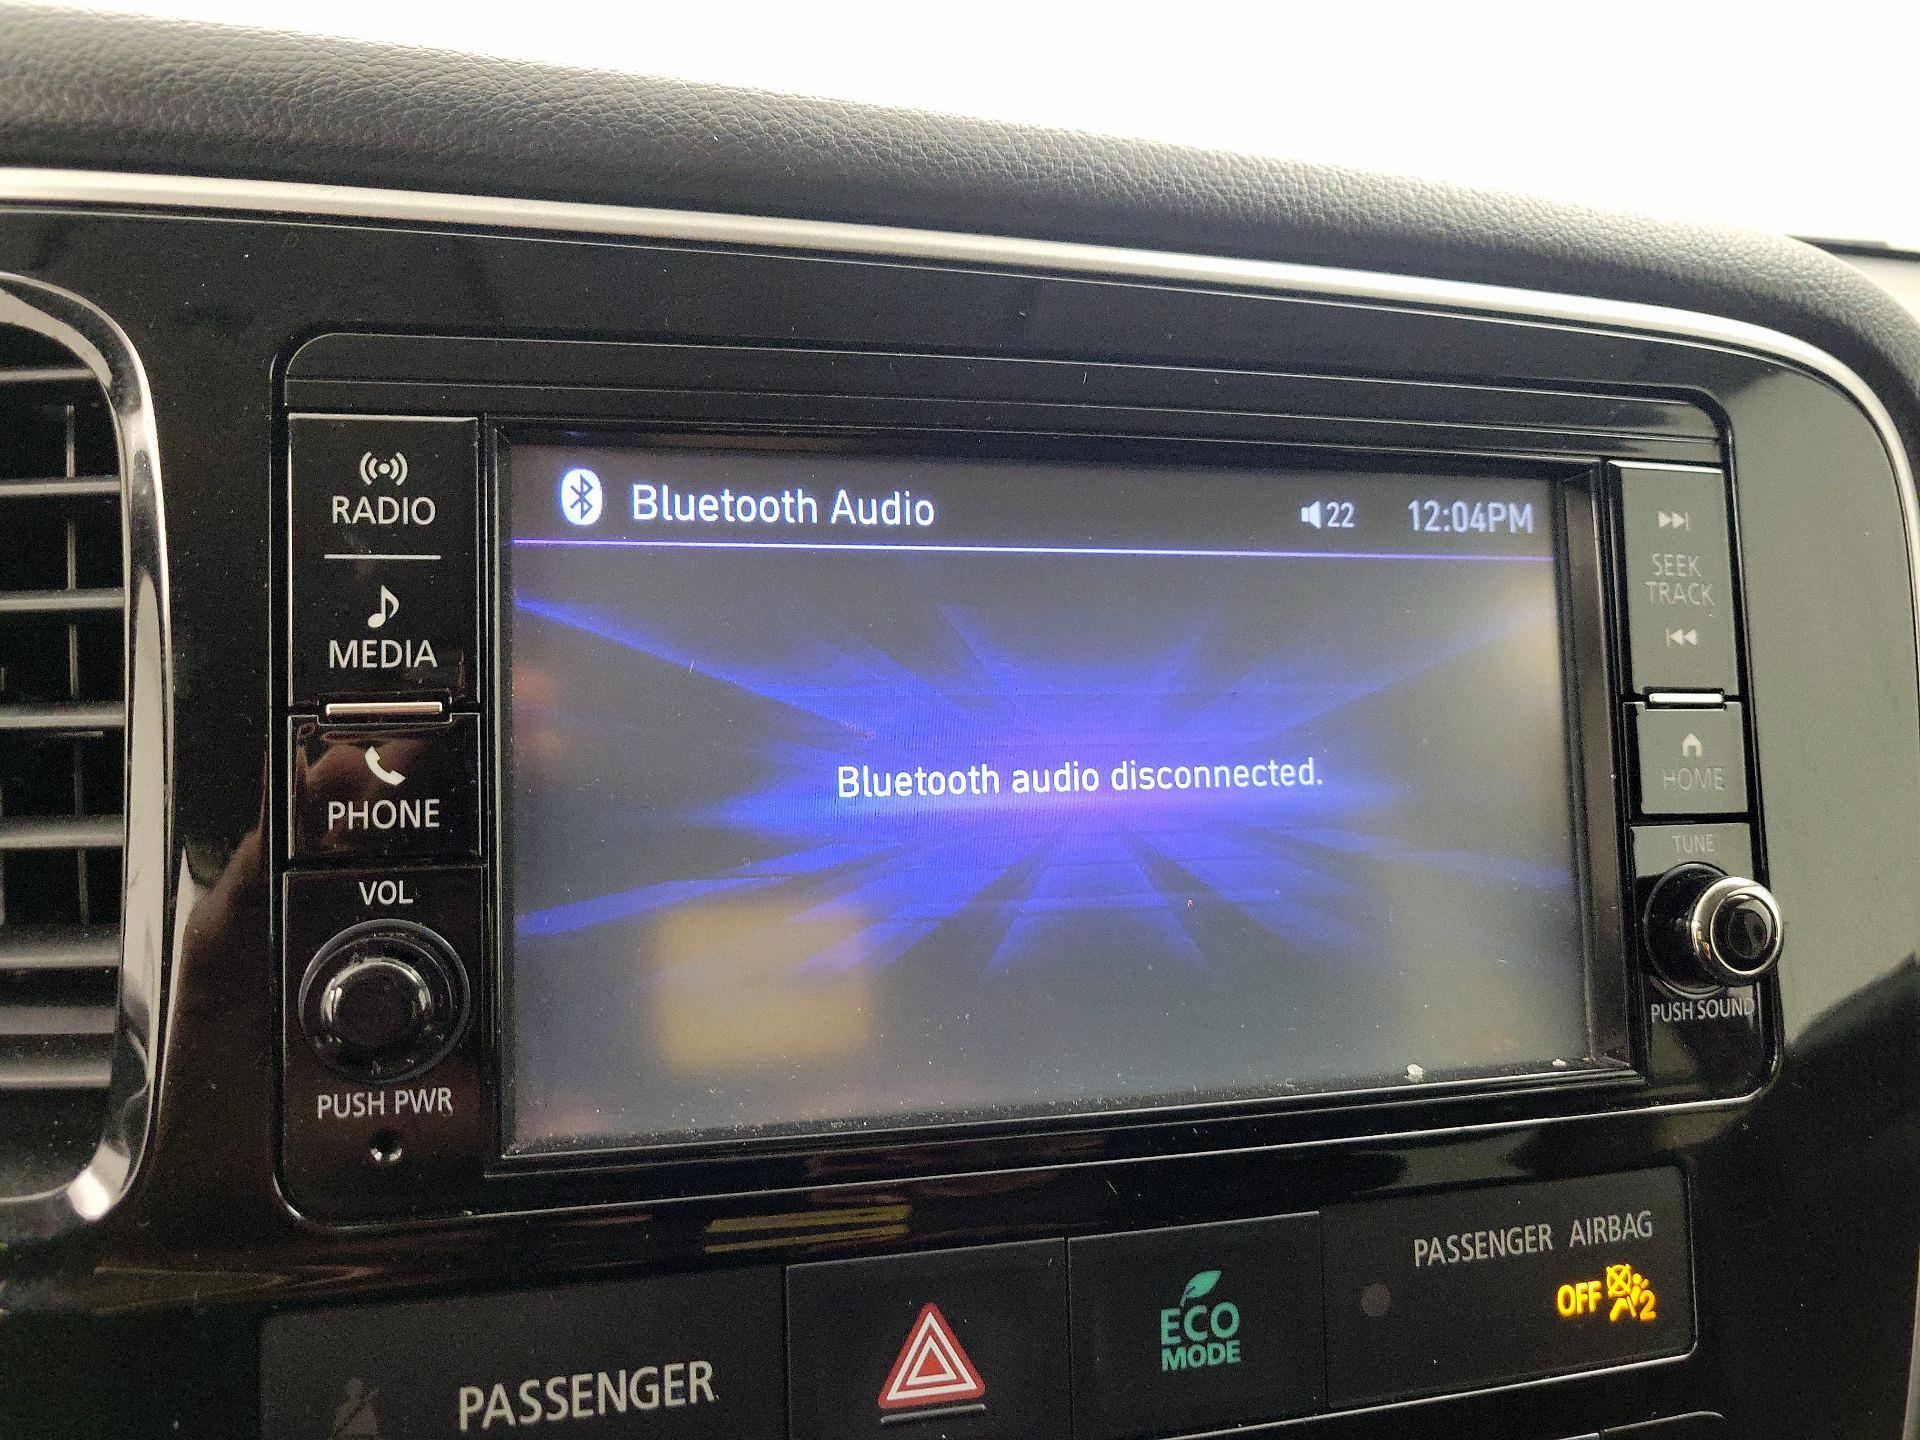 RADIO
MEDIA
PHONE
VOL
PUSH PWR
Bluetooth Audio
22
12:04PM
Bluetooth audio disconnected.
SEEK
TRACK
HOME
TUNE
PUSH SOUND
PASSENGER
ECO
MODE
PASSENGER AIRBAG
OFF
2